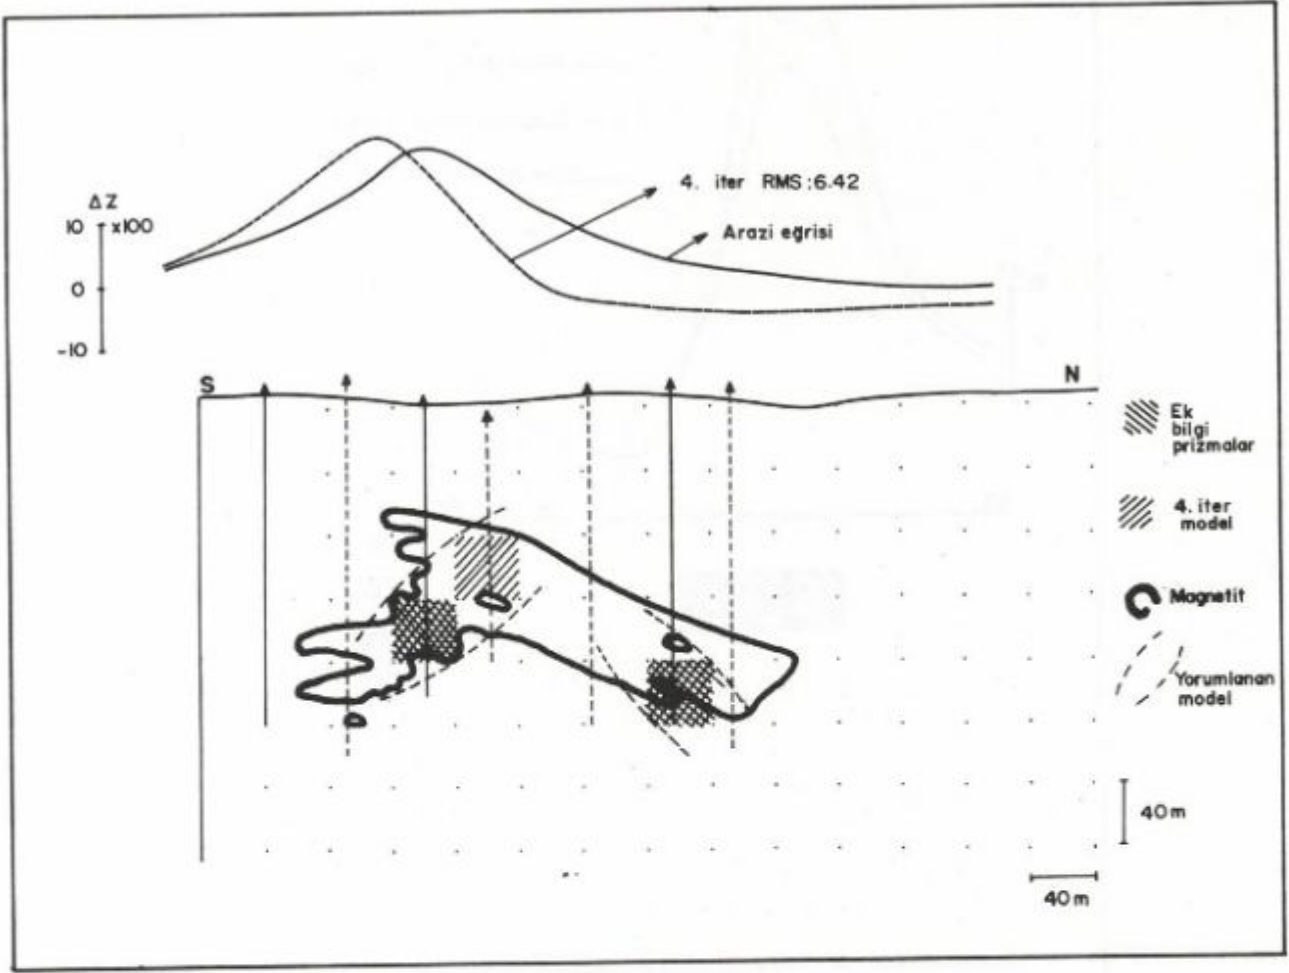 4. iter RMS:6.42
ΔZ
10 x100
Arazi eğrisi
0
-10
S
N
Ek
bilgi
prizmalar
4. iter
model
Magnetit
Yorumlanan
model
40m
40m